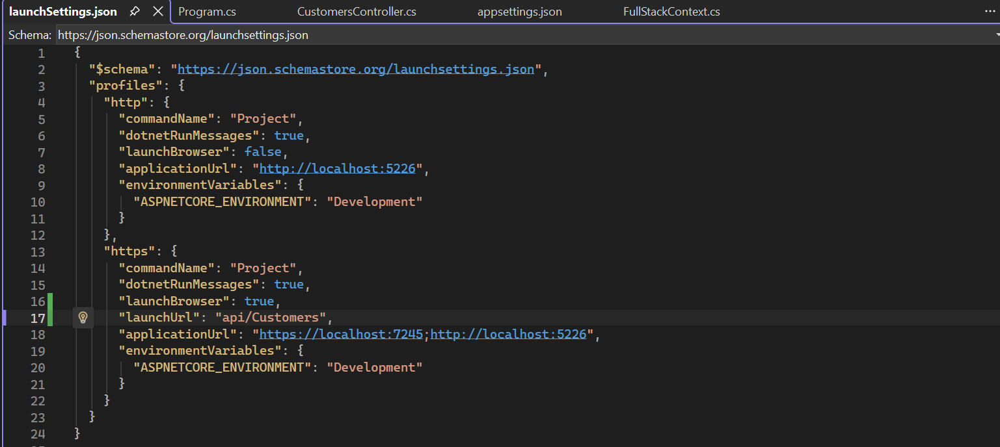 launchSettings.json Program.cs CustomersController.cs appsettings.json FullStackContext.cs ...
Schema: https://json.schemastore.org/launchsettings.json
1 {
2 "$schema": "https://json.schemastore.org/launchsettings.json",
3 "profiles": {
4 "http": {
5 "commandName": "Project",
6 "dotnetRunMessages": true,
7 "launchBrowser": false,
8 "applicationUrl": "http://localhost:5226",
9 "environmentVariables": {
10 "ASPNETCORE_ENVIRONMENT": "Development"
11 }
12 },
13 "https": {
14 "commandName": "Project",
15 "dotnetRunMessages": true,
16 "launchBrowser": true,
17 "launchUrl": "api/Customers",
18 "applicationUrl": "https://localhost:7245;http://localhost:5226",
19 "environmentVariables": {
20 "ASPNETCORE_ENVIRONMENT": "Development"
21 }
22 }
23 }
24 }